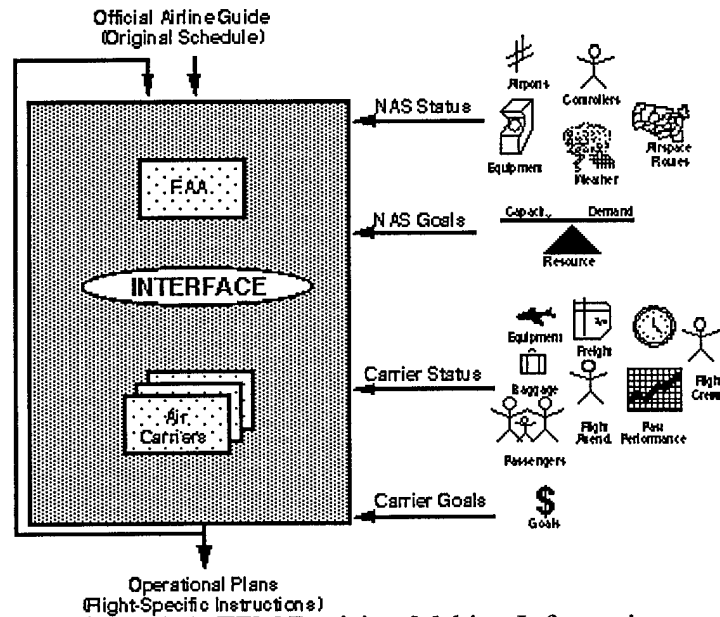 Official Airline Guide
(Original Schedule)
NAS Status
Airports
Controllers
Equipment
Weather
Airspace
Routes
FAA
NAS Goals
Capacity
Demand
Resource
INTERFACE
Carrier Status
Equipment
Freight
Baggage
Flight
Crews
Air
Carriers
Passengers
Flight
Attend.
Past
Performance
Carrier Goals
$
Goals
Operational Plans
(Flight-Specific Instructions)